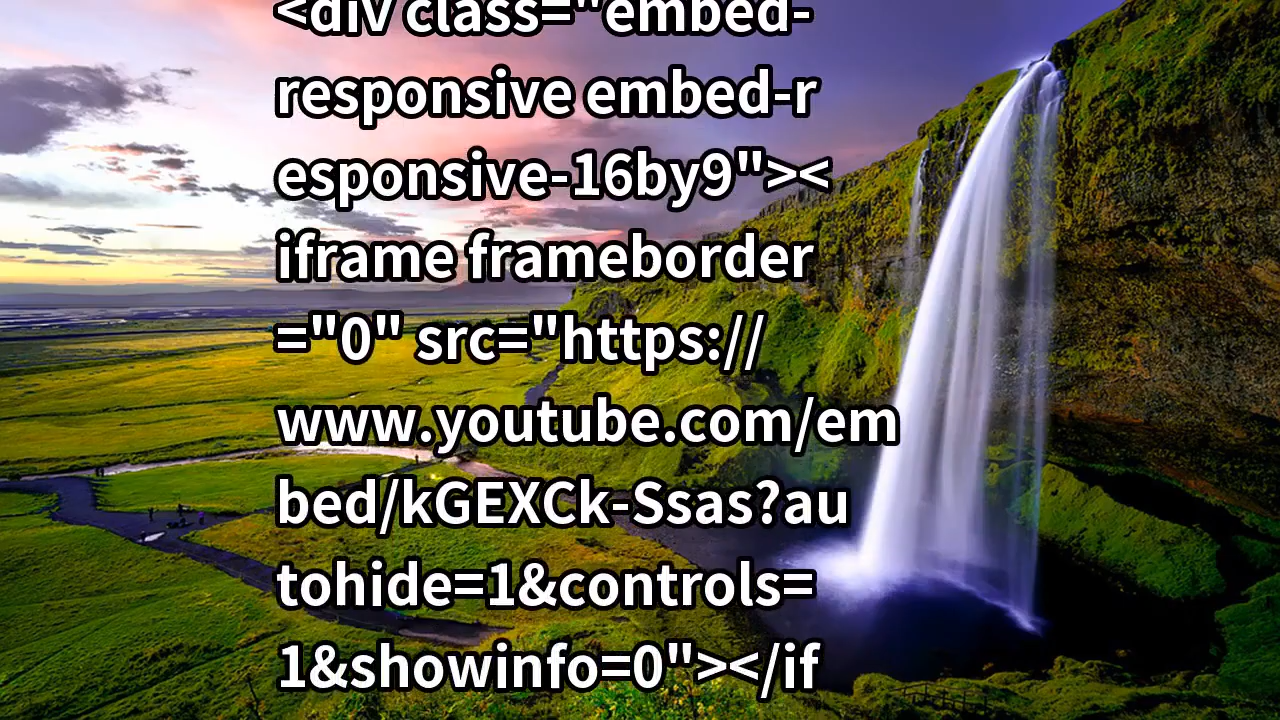 <div class="embed-
responsive embed-r
esponsive-16by9"><
iframe frameborder
="0" src="https://
www.youtube.com/em
bed/kGEXCk-Ssas?au
tohide=1&controls=
1&showinfo=0"></if